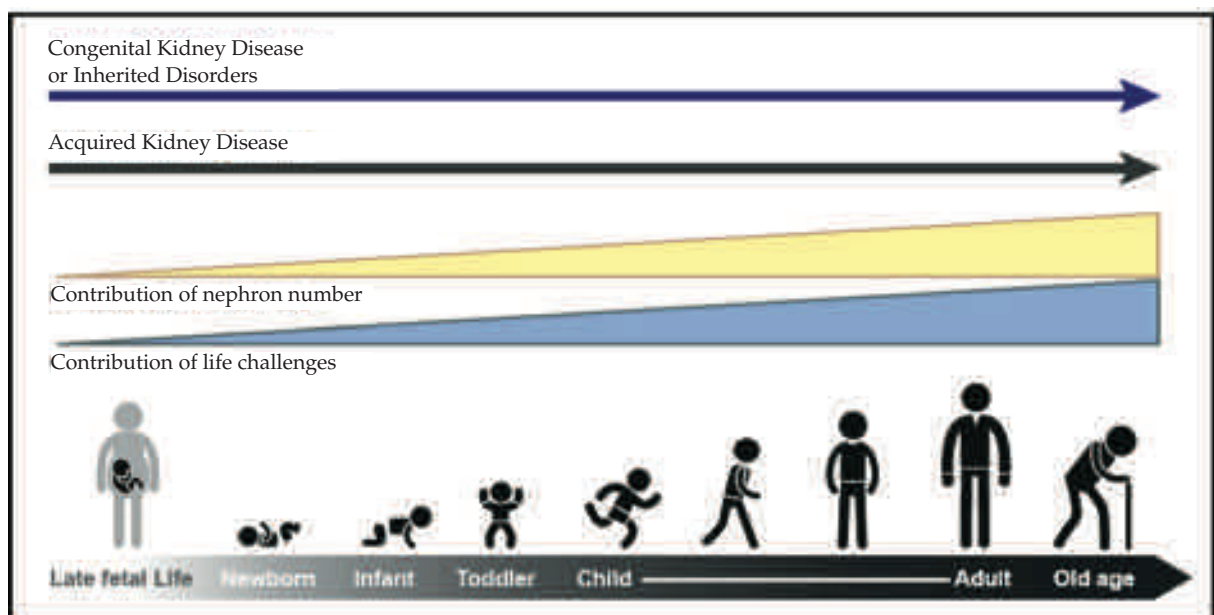 Congenital Kidney Disease
or Inherited Disorders
Acquired Kidney Disease
Contribution of nephron number
Contribution of life challenges
Late fetal Life Newborn Infant Toddler Child Adult Old age